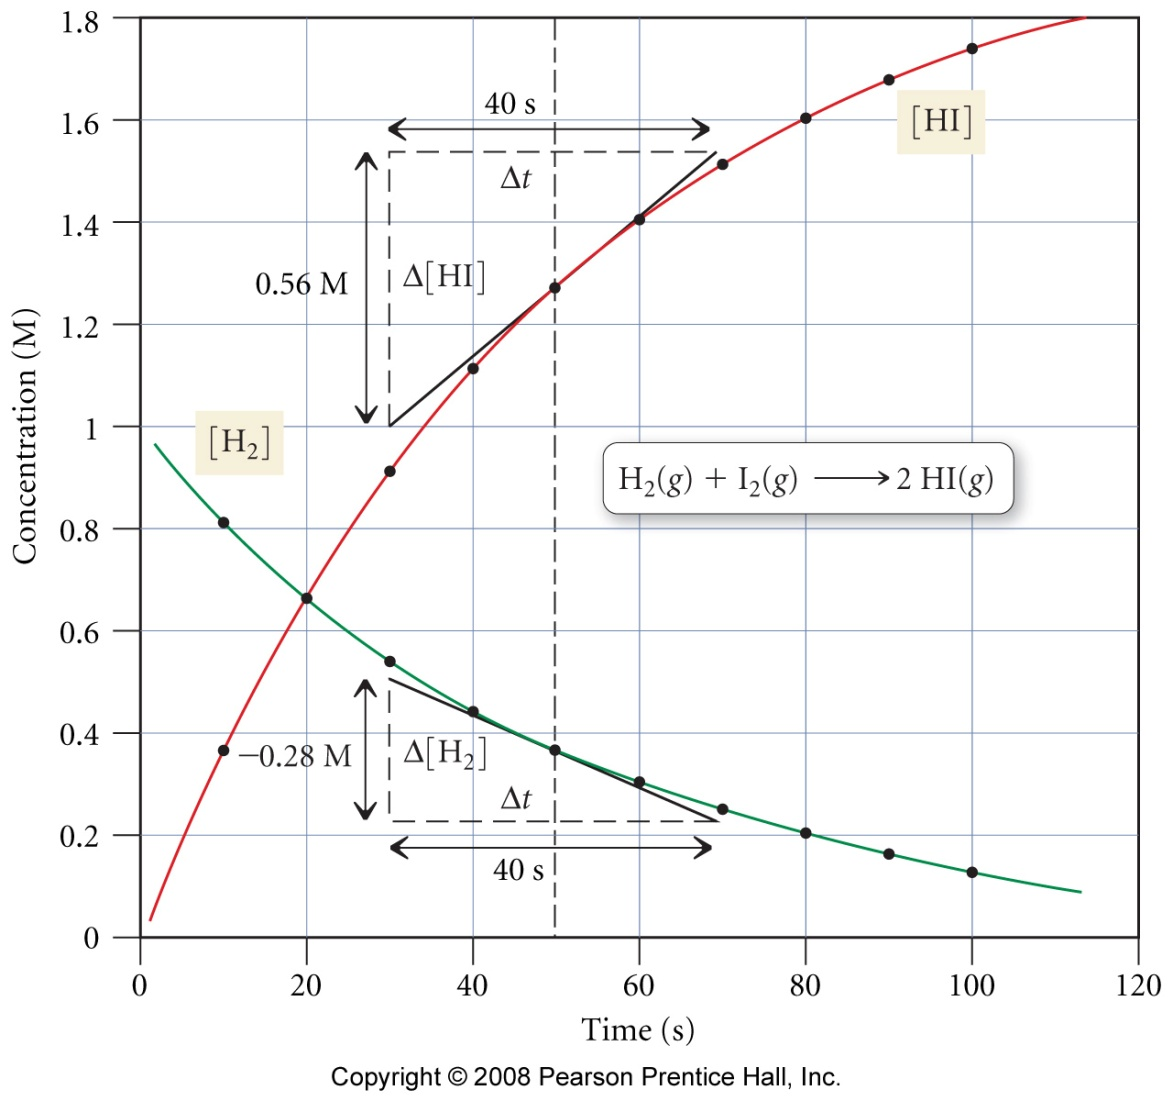 1.8
1.6
1.4
1.2
1
0.8
0.6
0.4
0.2
0
Concentration (M)
40 s
Δt
0.56 M
Δ[HI]
[HI]
[H₂]
H₂(g) + I₂(g) ⟶ 2 HI(g)
−0.28 M
Δ[H₂]
Δt
40 s
0 20 40 60 80 100 120
Time (s)
Copyright © 2008 Pearson Prentice Hall, Inc.